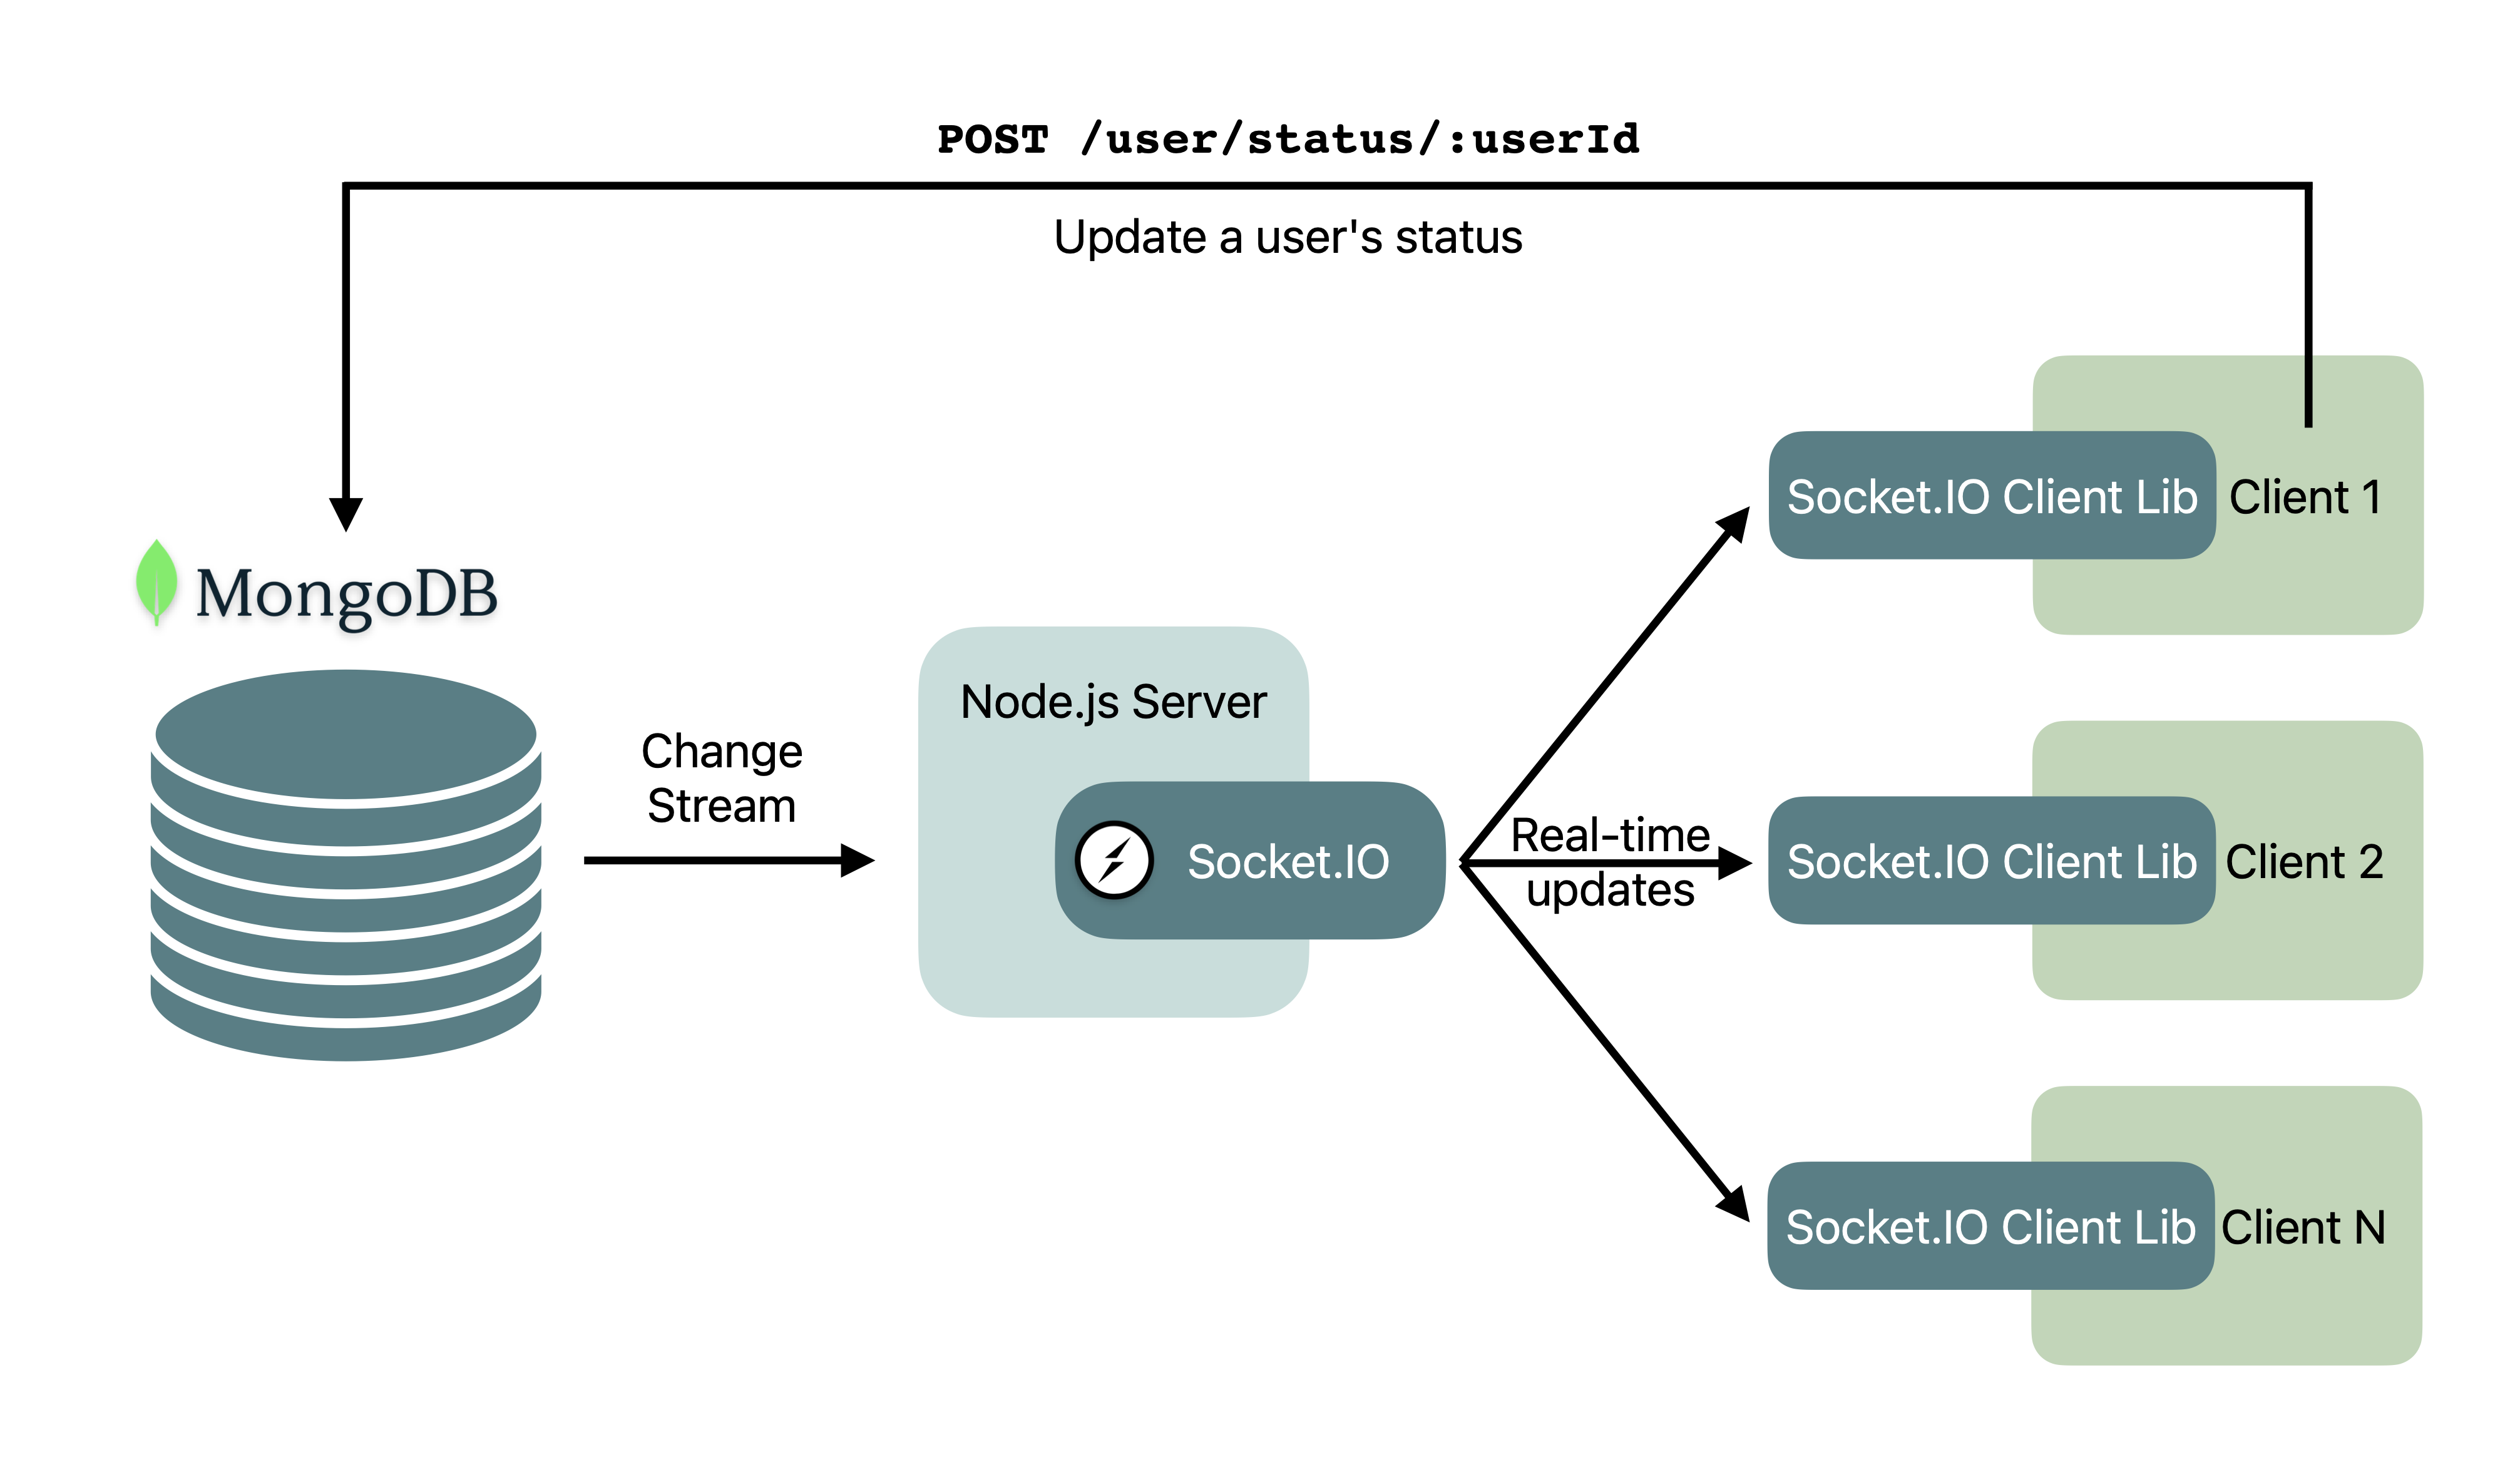 POST /user/status/:userId
Update a user's status
MongoDB
Change
Stream
Node.js Server
Socket.IO
Real-time
updates
Socket.IO Client Lib
Client 1
Socket.IO Client Lib
Client 2
Socket.IO Client Lib
Client N